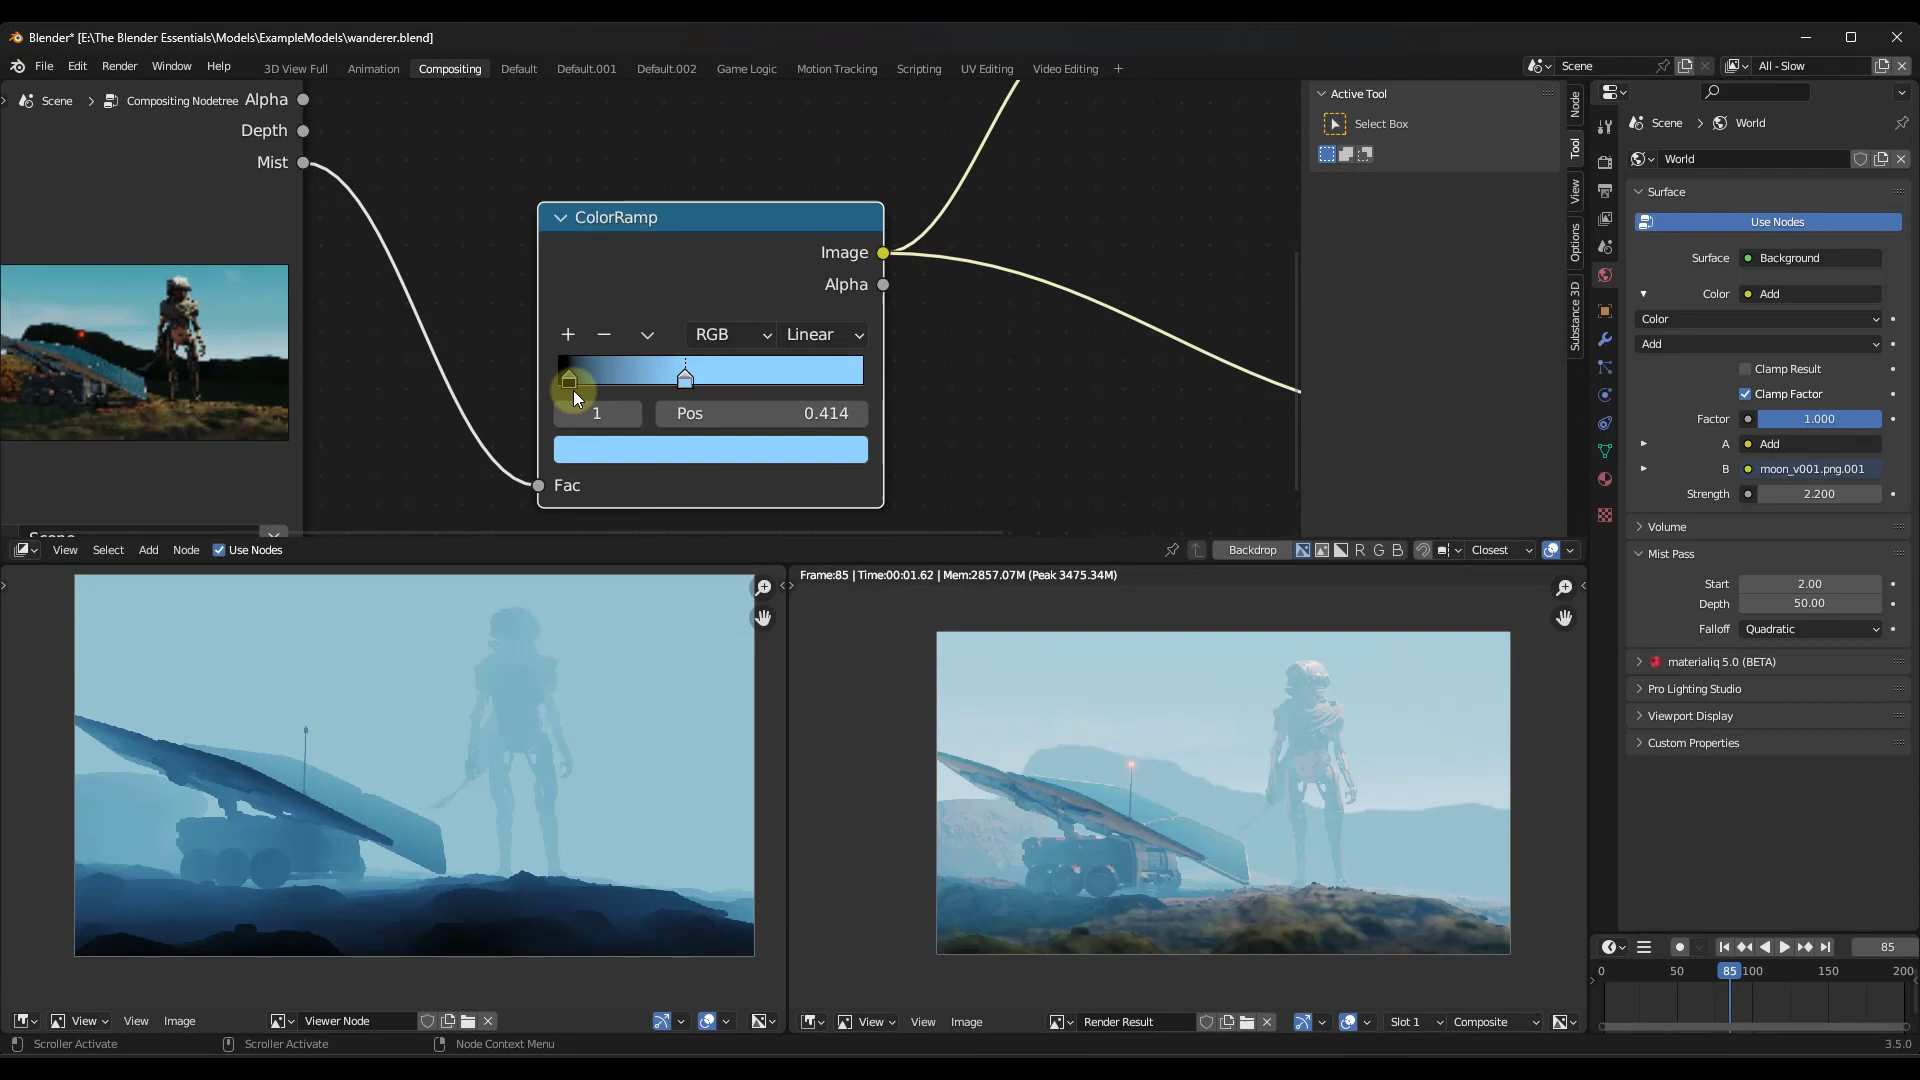 Blender* [E:\The Blender Essentials\Models\ExampleModels\wanderer.blend]
File Edit Render Window Help 3D View Full Animation Compositing Default Default.001 Default.002 Game Logic Motion Tracking Scripting UV Editing Video Editing + Scene All - Slow
Scene > Compositing Nodetree
Alpha
Depth
Mist
ColorRamp
Image
Alpha
RGB Linear
1 Pos 0.414
Fac
Active Tool
Select Box
Node
Tool
View
Options
Substance 3D
Scene > World
World
Surface
Use Nodes
Surface Background
Color Add
Color
Add
Clamp Result
Clamp Factor
Factor 1.000
A Add
B moon_v001.png.001
Strength 2.200
Volume
Mist Pass
Start 2.00
Depth 50.00
Falloff Quadratic
materialiq 5.0 (BETA)
Pro Lighting Studio
Viewport Display
Custom Properties
View Select Add Node Use Nodes Backdrop R G B Closest
Frame:85 | Time:00:01.62 | Mem:2857.07M (Peak 3475.34M)
View View Image Viewer Node
View View Image Render Result Slot 1 Composite
85
0 50 85 100 150 200
Scroller Activate Scroller Activate Node Context Menu 3.5.0